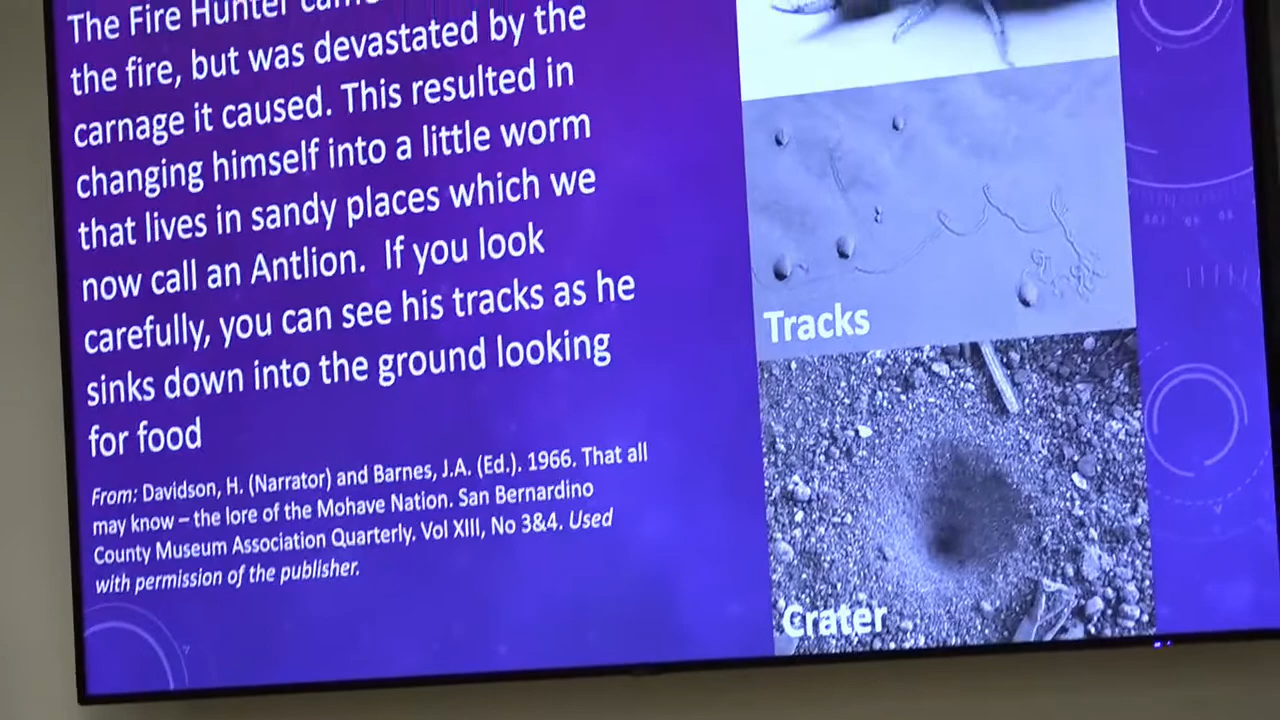 The Fire Hunter came
the fire, but was devastated by the
carnage it caused. This resulted in
changing himself into a little worm
that lives in sandy places which we
now call an Antlion. If you look
carefully, you can see his tracks as he
sinks down into the ground looking
for food
From: Davidson, H. (Narrator) and Barnes, J.A. (Ed.). 1966. That all
may know – the lore of the Mohave Nation. San Bernardino
County Museum Association Quarterly. Vol XIII, No 3&4. Used
with permission of the publisher.
Tracks
Crater